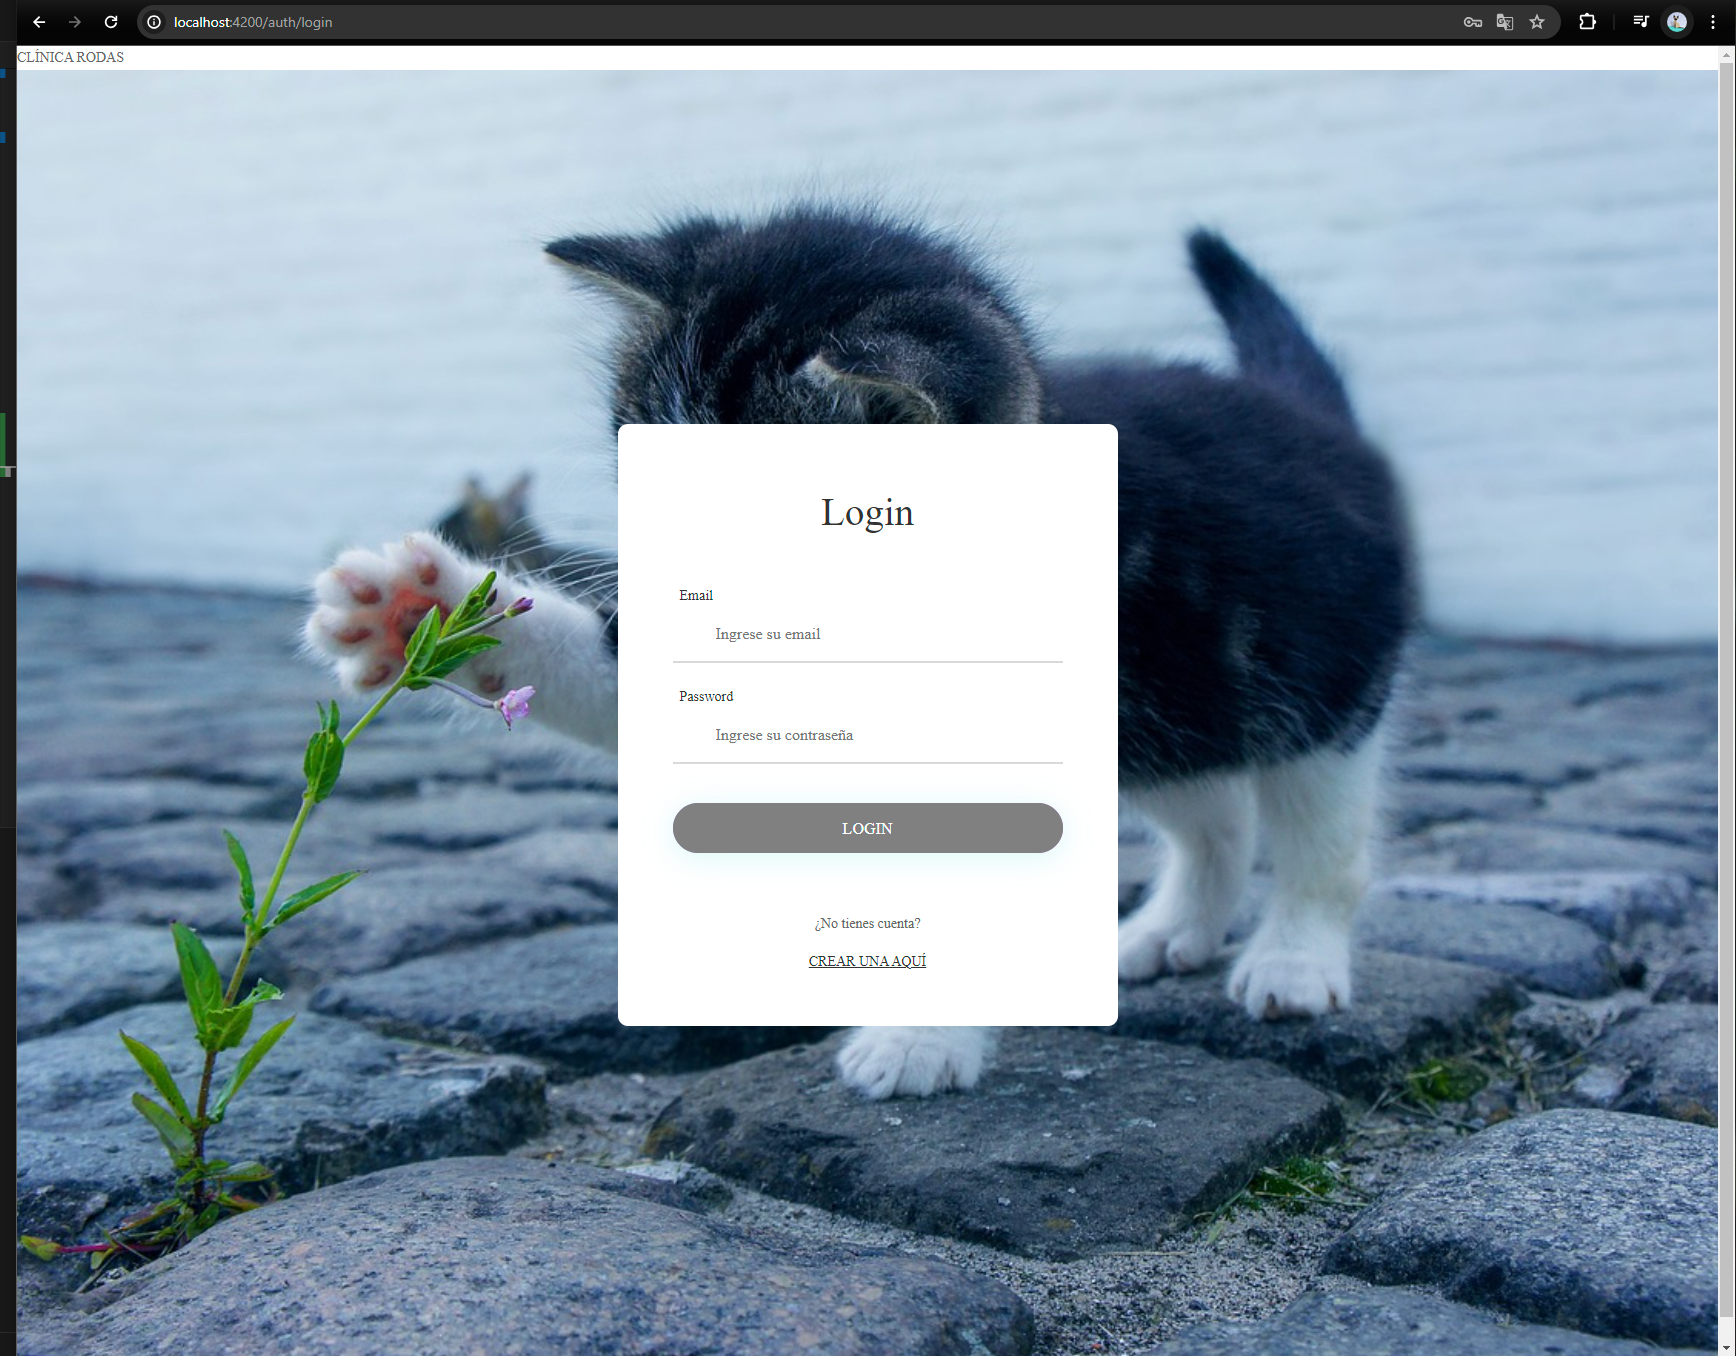 localhost:4200/auth/login
CLÍNICA RODAS
Login
Email
Ingrese su email
Password
Ingrese su contraseña
LOGIN
¿No tienes cuenta?
CREAR UNA AQUÍ